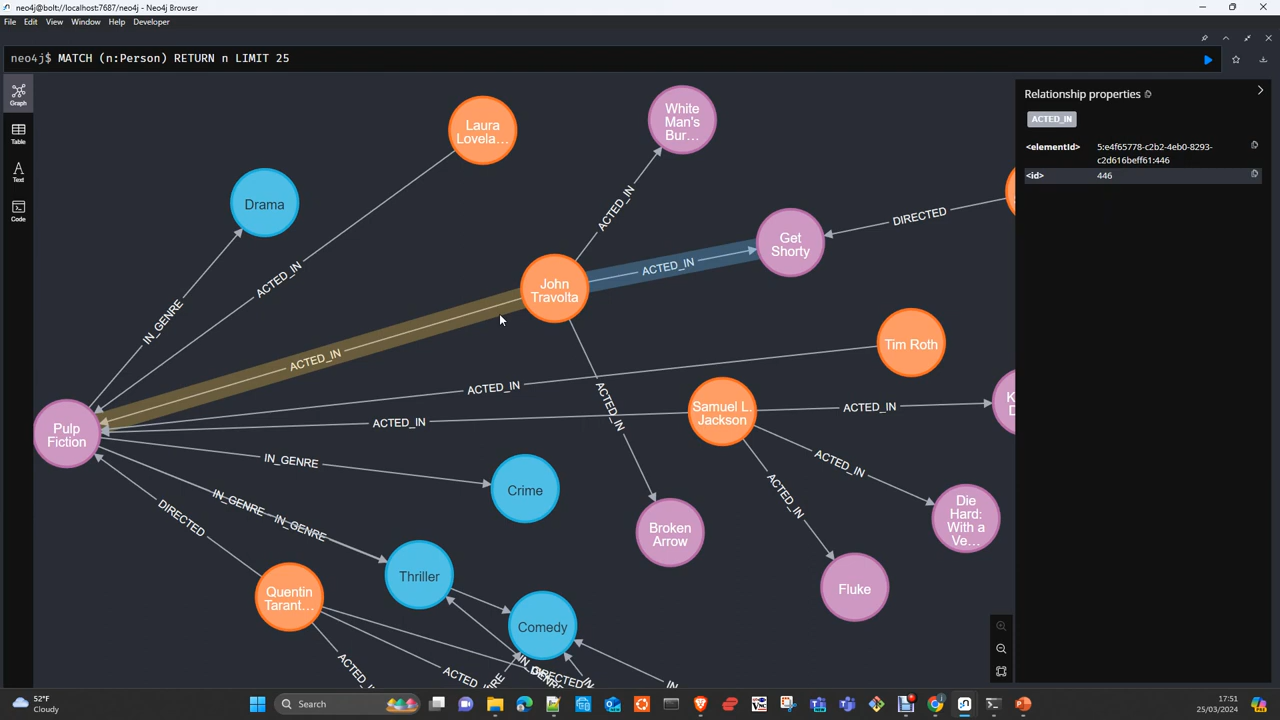 neo4j@bolt://localhost:7687/neo4j - Neo4j Browser
File Edit View Window Help Developer
neo4j$ MATCH (n:Person) RETURN n LIMIT 25
Graph
Table
Text
Code
Laura
Lovela...
White
Man's
Bur...
Drama
ACTED_IN
DIRECTED
Get
Shorty
ACTED_IN
ACTED_IN
John
Travolta
IN_GENRE
ACTED_IN
Tim Roth
ACTED_IN
ACTED_IN
Samuel L.
Jackson
ACTED_IN
Pulp
Fiction
ACTED_IN
IN_GENRE
ACTED_IN
Crime
ACTED_IN
IN_GENRE
IN_GENRE
DIRECTED
Die
Hard:
With a
Ve...
Broken
Arrow
Thriller
Fluke
Quentin
Tarant...
Comedy
ACTED_IN
DIRECTED
Relationship properties
ACTED_IN
<elementId> 5:e4f65778-c2b2-4eb0-8293-
c2d616beff61:446
<id> 446
52°F
Cloudy
Search
17:51
25/03/2024